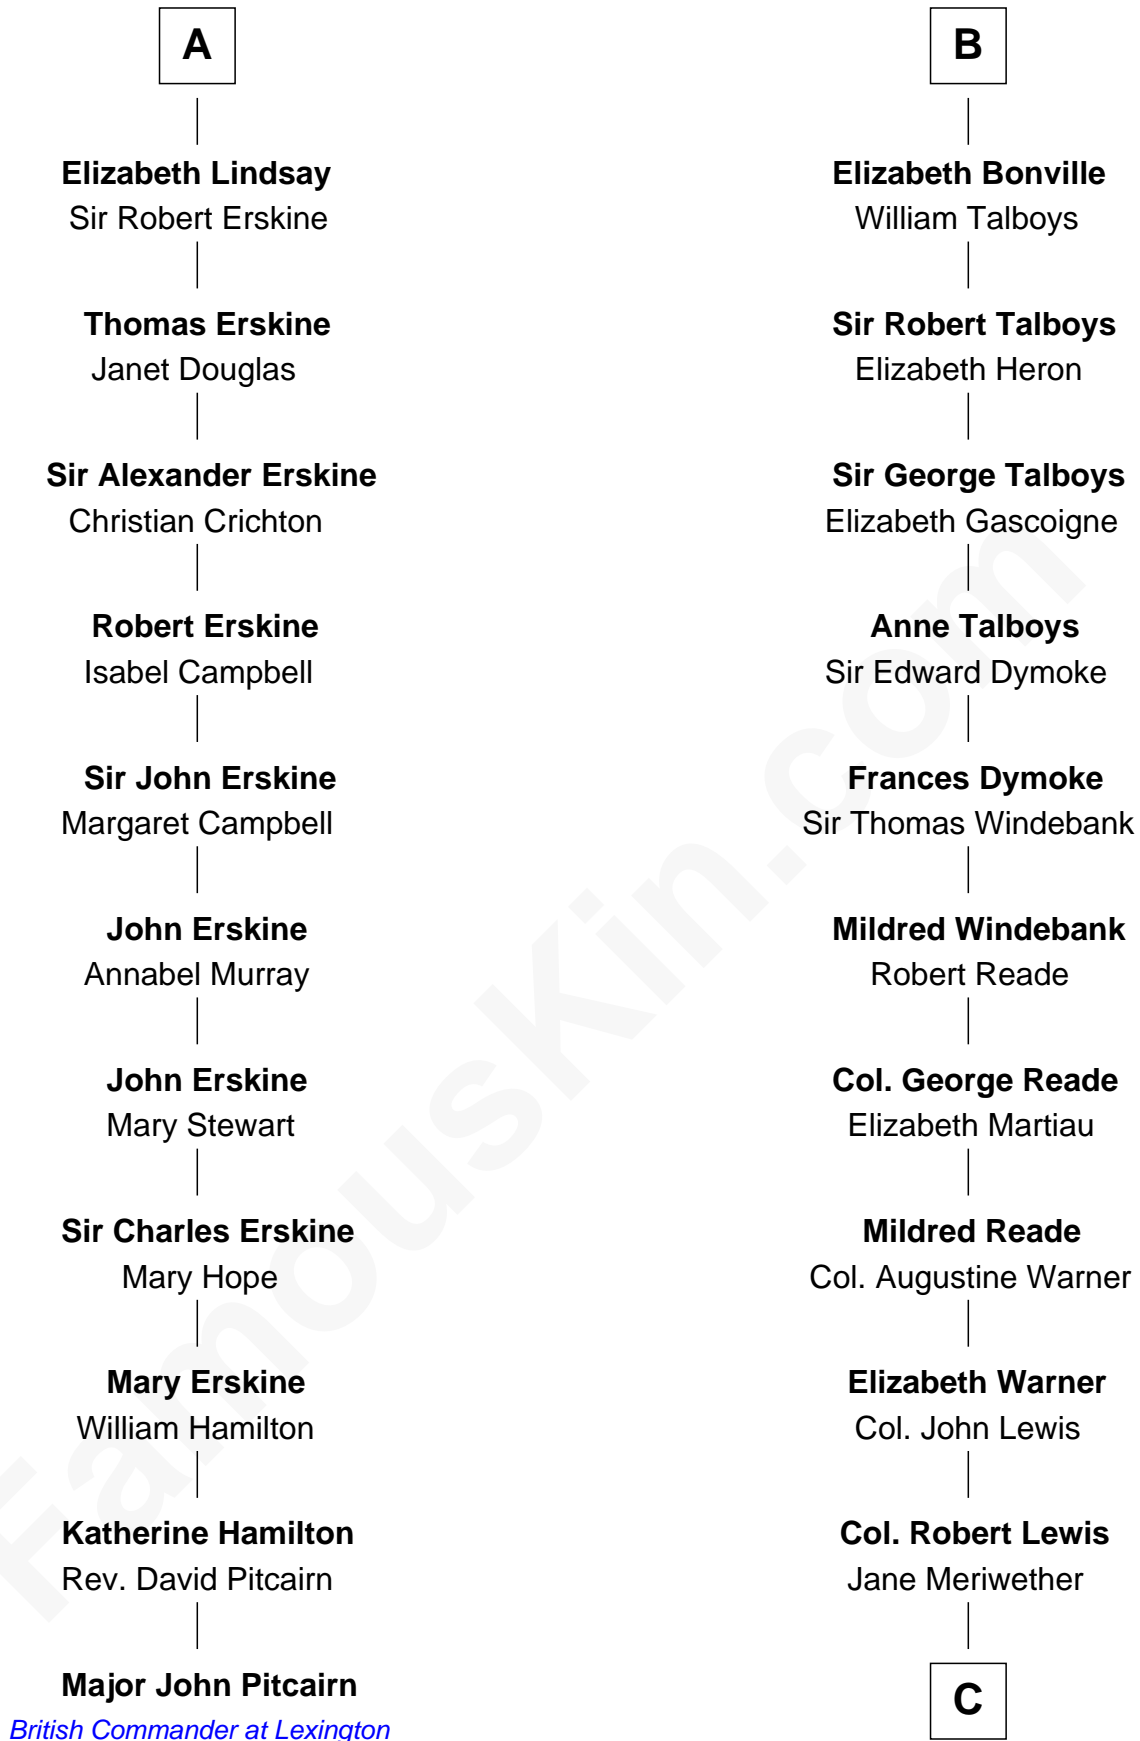 A
Elizabeth Lindsay
Sir Robert Erskine
Thomas Erskine
Janet Douglas
Sir Alexander Erskine
Christian Crichton
Robert Erskine
Isabel Campbell
Sir John Erskine
Margaret Campbell
John Erskine
Annabel Murray
John Erskine
Mary Stewart
Sir Charles Erskine
Mary Hope
Mary Erskine
William Hamilton
Katherine Hamilton
Rev. David Pitcairn
Major John Pitcairn
British Commander at Lexington
B
Elizabeth Bonville
William Talboys
Sir Robert Talboys
Elizabeth Heron
Sir George Talboys
Elizabeth Gascoigne
Anne Talboys
Sir Edward Dymoke
Frances Dymoke
Sir Thomas Windebank
Mildred Windebank
Robert Reade
Col. George Reade
Elizabeth Martiau
Mildred Reade
Col. Augustine Warner
Elizabeth Warner
Col. John Lewis
Col. Robert Lewis
Jane Meriwether
C
FamousKin.com